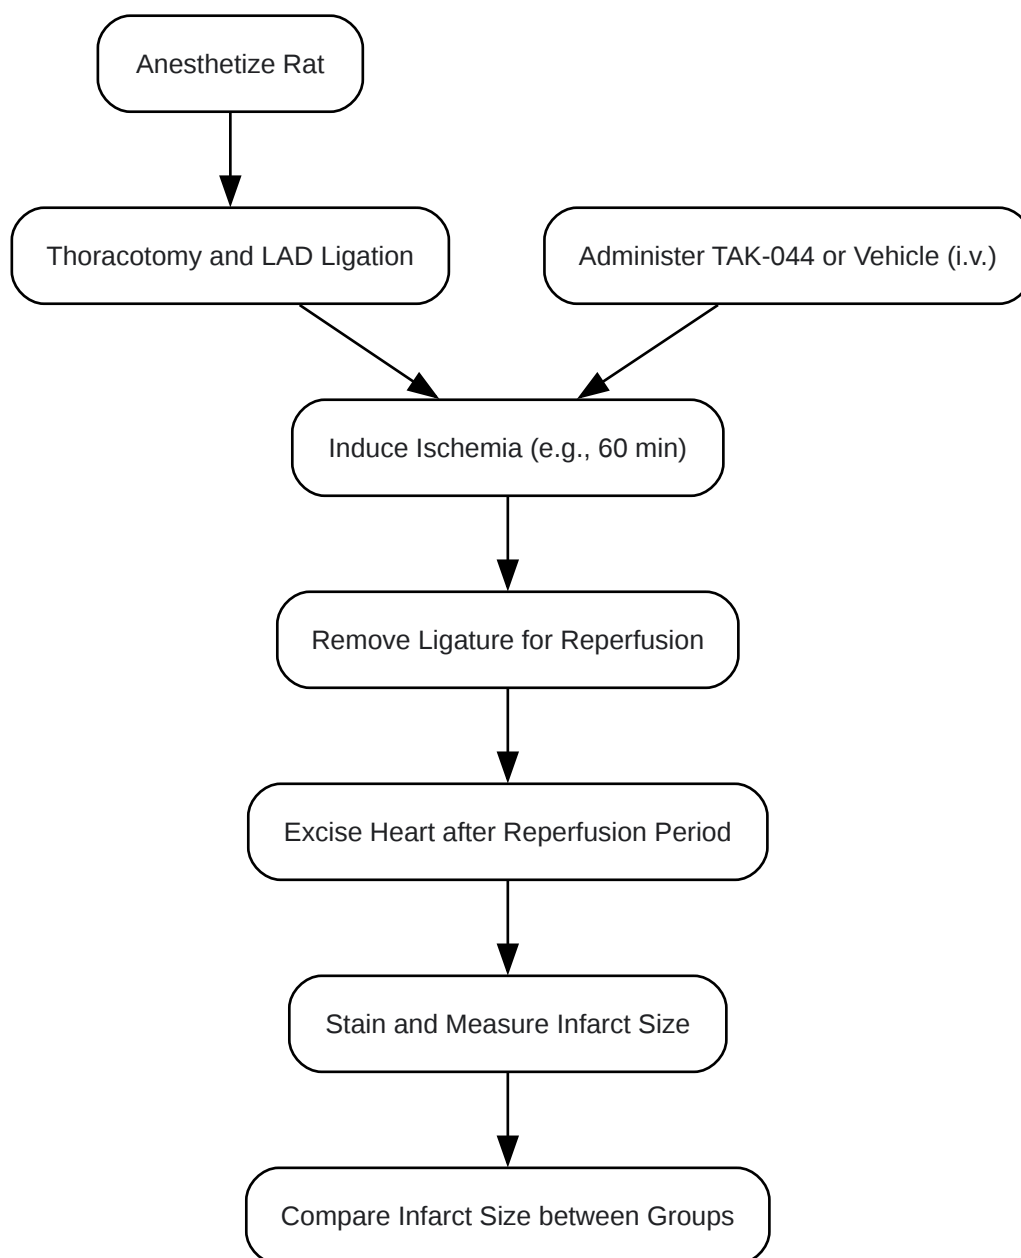 Anesthetize Rat
Thoracotomy and LAD Ligation
Administer TAK-044 or Vehicle (i.v.)
Induce Ischemia (e.g., 60 min)
Remove Ligature for Reperfusion
Excise Heart after Reperfusion Period
Stain and Measure Infarct Size
Compare Infarct Size between Groups